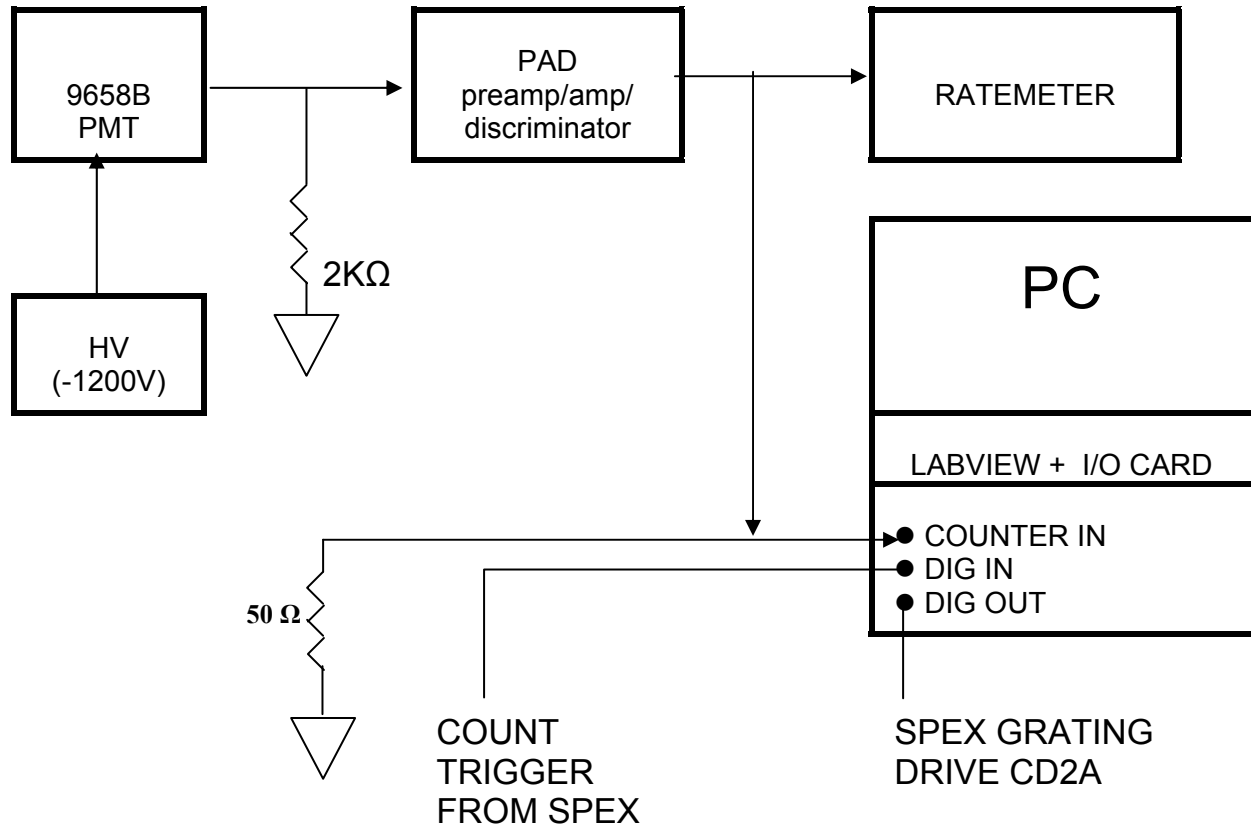 9658B
PMT
PAD
preamp/amp/
discriminator
RATEMETER
2KΩ
HV
(-1200V)
PC
LABVIEW + I/O CARD
COUNTER IN
DIG IN
DIG OUT
50 Ω
COUNT
TRIGGER
FROM SPEX
SPEX GRATING
DRIVE CD2A